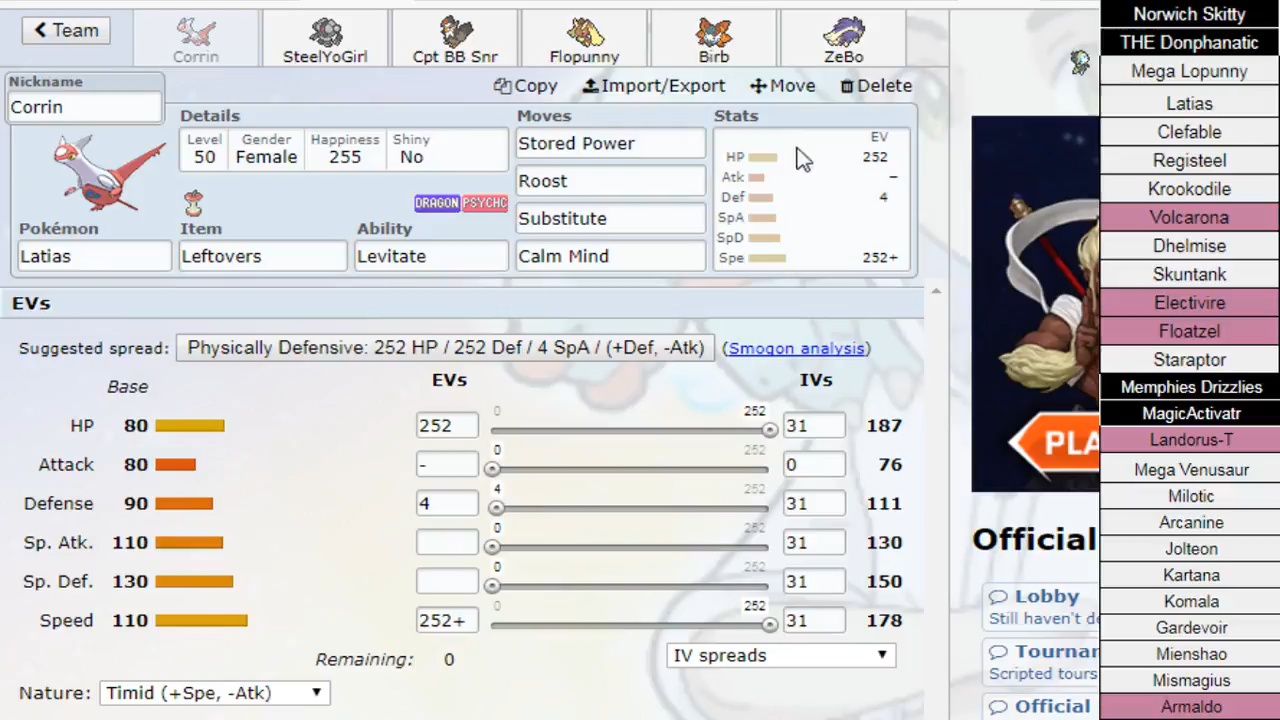 Team
Corrin
SteelYoGirl
Cpt BB Snr
Flopunny
Birb
ZeBo
Nickname
Corrin
Copy
Import/Export
Move
Delete
Details
Level
50
Gender
Female
Happiness
255
Shiny
No
DRAGON PSYCHC
Pokémon
Latias
Item
Leftovers
Ability
Levitate
Moves
Stored Power
Roost
Substitute
Calm Mind
Stats
EV
HP 252
Atk –
Def 4
SpA
SpD
Spe 252+
EVs
Suggested spread: Physically Defensive: 252 HP / 252 Def / 4 SpA / (+Def, -Atk) (Smogon analysis)
Base EVs IVs
HP 80 252 0 252 31 187
Attack 80 - 0 252 0 76
Defense 90 4 4 252 31 111
Sp. Atk. 110 0 252 31 130
Sp. Def. 130 0 252 31 150
Speed 110 252+ 0 252 31 178
Remaining: 0
IV spreads
Nature: Timid (+Spe, -Atk)
PLA
Official
Lobby
Still haven't de
Tournar
Scripted tours
Official
Norwich Skitty
THE Donphanatic
Mega Lopunny
Latias
Clefable
Registeel
Krookodile
Volcarona
Dhelmise
Skuntank
Electivire
Floatzel
Staraptor
Memphies Drizzlies
MagicActivatr
Landorus-T
Mega Venusaur
Milotic
Arcanine
Jolteon
Kartana
Komala
Gardevoir
Mienshao
Mismagius
Armaldo